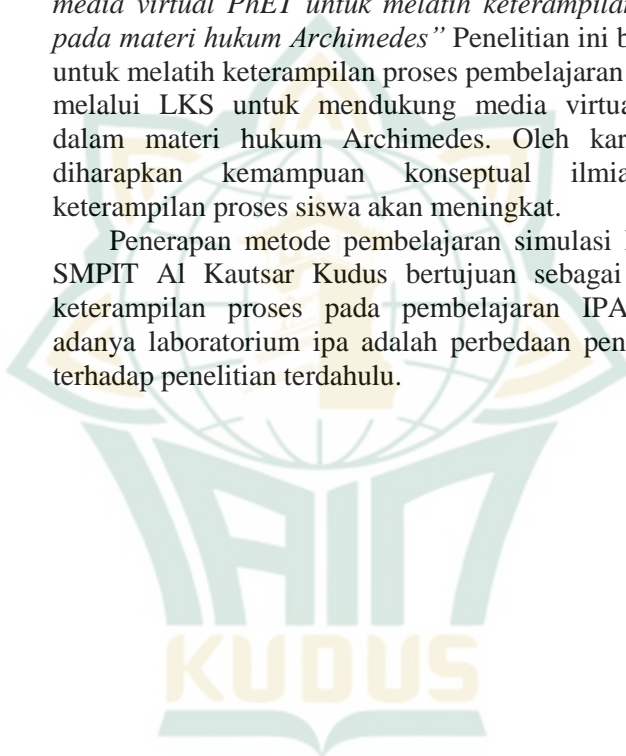 media virtual PhET untuk melatih keterampilan
pada materi hukum Archimedes” Penelitian ini b
untuk melatih keterampilan proses pembelajaran
melalui LKS untuk mendukung media virtua
dalam materi hukum Archimedes. Oleh kar
diharapkan kemampuan konseptual ilmia
keterampilan proses siswa akan meningkat.
Penerapan metode pembelajaran simulasi
SMPIT Al Kautsar Kudus bertujuan sebagai
keterampilan proses pada pembelajaran IPA
adanya laboratorium ipa adalah perbedaan pen
terhadap penelitian terdahulu.
IAIN
KUDUS